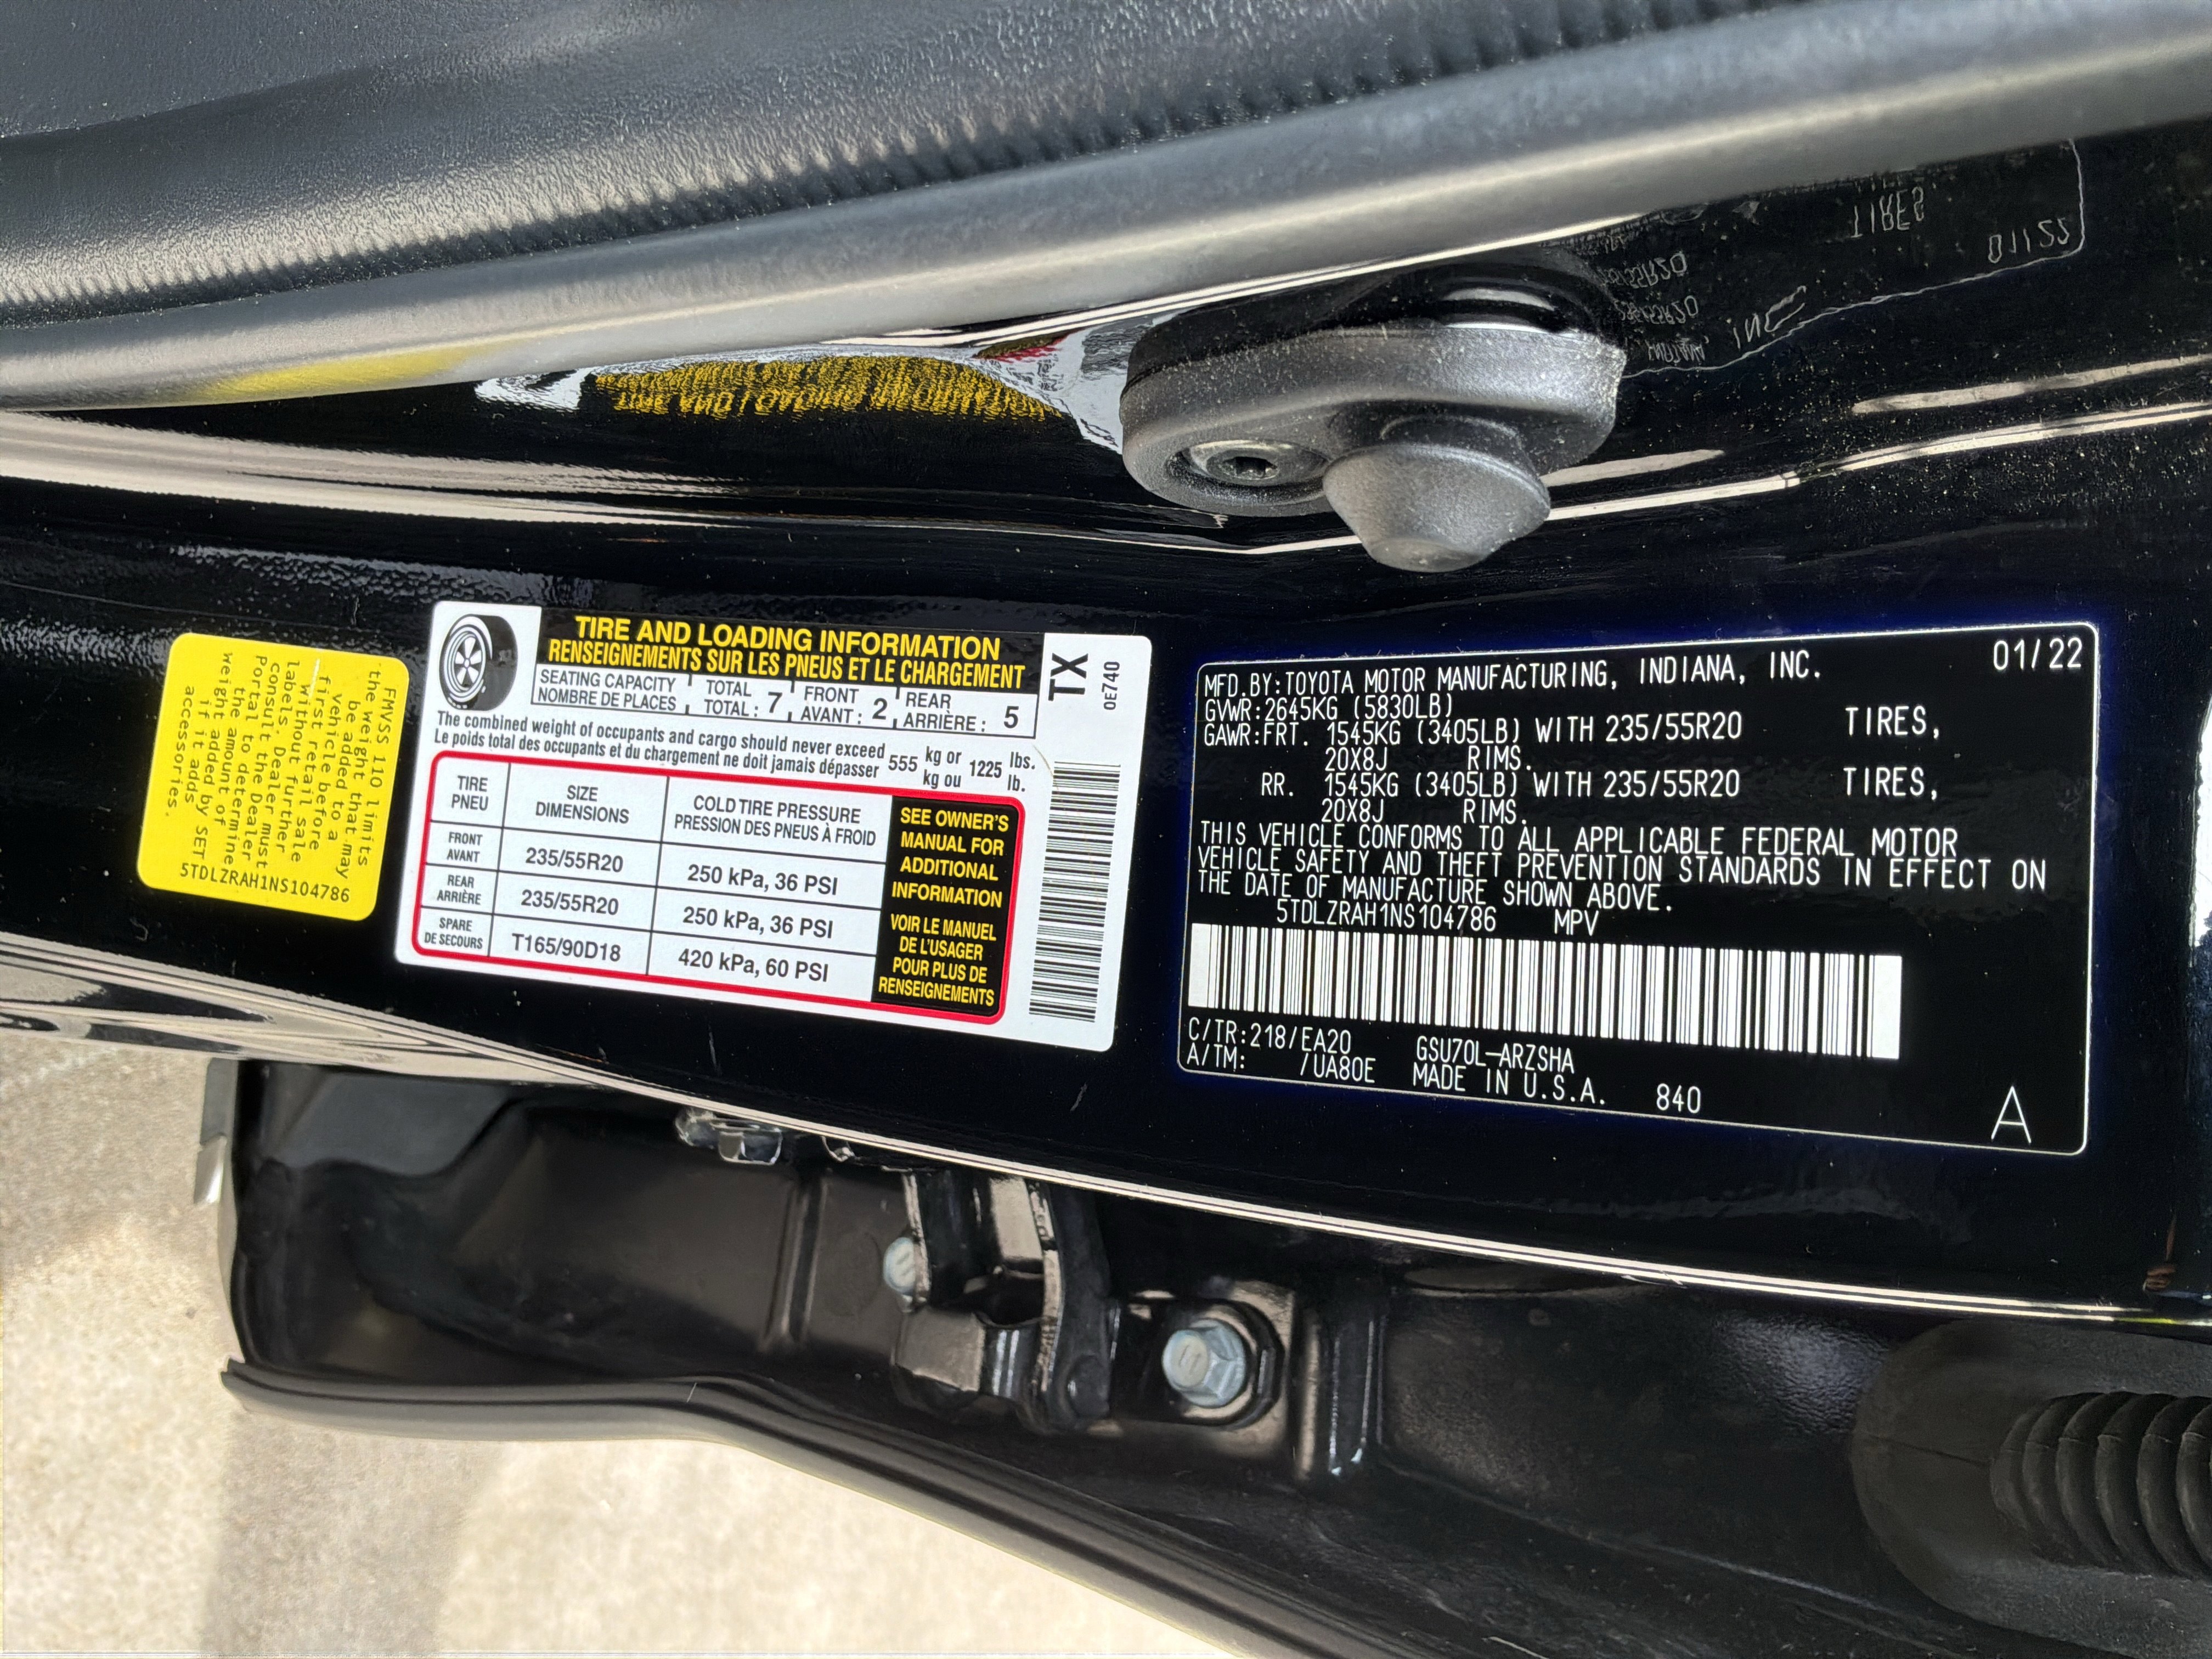 FMVSS 110 limits
the weight that may
be added to a
vehicle before
first retail sale
without further
labels. Dealer must
consult the Dealer
Portal to determine
the amount of
weight added by SET
if it adds
accessories.
5TDLZRAH1NS104786
TIRE AND LOADING INFORMATION
RENSEIGNEMENTS SUR LES PNEUS ET LE CHARGEMENT
SEATING CAPACITY TOTAL FRONT REAR
NOMBRE DE PLACES TOTAL : 7 AVANT : 2 ARRIÈRE : 5
The combined weight of occupants and cargo should never exceed 555 kg or 1225 lbs.
Le poids total des occupants et du chargement ne doit jamais dépasser kg ou lb.
TIRE SIZE COLD TIRE PRESSURE
PNEU DIMENSIONS PRESSION DES PNEUS À FROID
FRONT
AVANT 235/55R20 250 kPa, 36 PSI
REAR
ARRIÈRE 235/55R20 250 kPa, 36 PSI
SPARE
DE SECOURS T165/90D18 420 kPa, 60 PSI
SEE OWNER'S
MANUAL FOR
ADDITIONAL
INFORMATION
VOIR LE MANUEL
DE L'USAGER
POUR PLUS DE
RENSEIGNEMENTS
TX
0E740
MFD.BY:TOYOTA MOTOR MANUFACTURING, INDIANA, INC. 01/22
GVWR:2645KG (5830LB)
GAWR:FRT. 1545KG (3405LB) WITH 235/55R20 TIRES,
20X8J RIMS.
RR. 1545KG (3405LB) WITH 235/55R20 TIRES,
20X8J RIMS.
THIS VEHICLE CONFORMS TO ALL APPLICABLE FEDERAL MOTOR
VEHICLE SAFETY AND THEFT PREVENTION STANDARDS IN EFFECT ON
THE DATE OF MANUFACTURE SHOWN ABOVE.
5TDLZRAH1NS104786 MPV
C/TR:218/EA20 GSU70L-ARZSHA
A/TM: /UA80E MADE IN U.S.A. 840
A